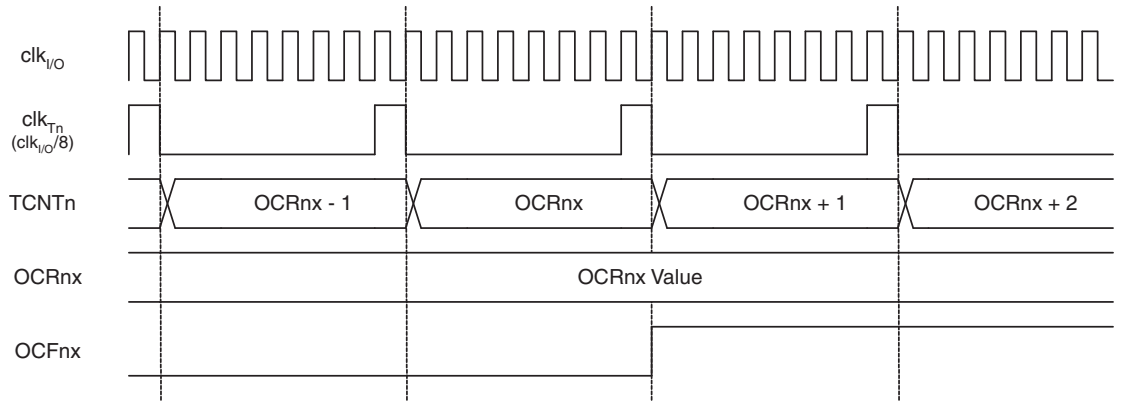 clkI/O
clkTn
(clkI/O/8)
TCNTn
OCRnx - 1
OCRnx
OCRnx + 1
OCRnx + 2
OCRnx
OCRnx Value
OCFnx